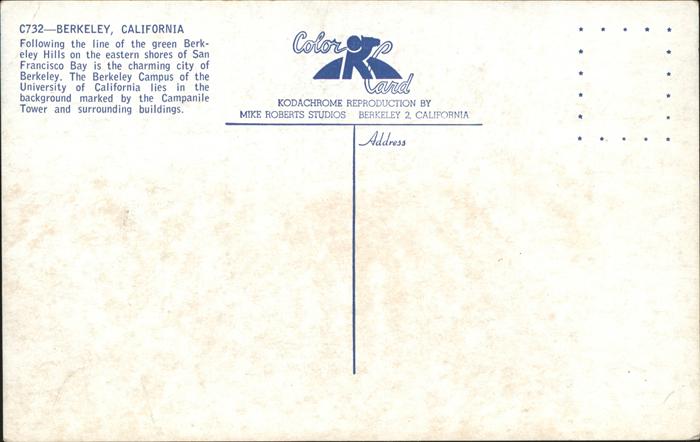 C732—BERKELEY, CALIFORNIA
Following the line of the green Berk-
eley Hills on the eastern shores of San
Francisco Bay is the charming city of
Berkeley. The Berkeley Campus of the
University of California lies in the
background marked by the Campanile
Tower and surrounding buildings.
Color
Card
KODACHROME REPRODUCTION BY
MIKE ROBERTS STUDIOS BERKELEY 2, CALIFORNIA
Address